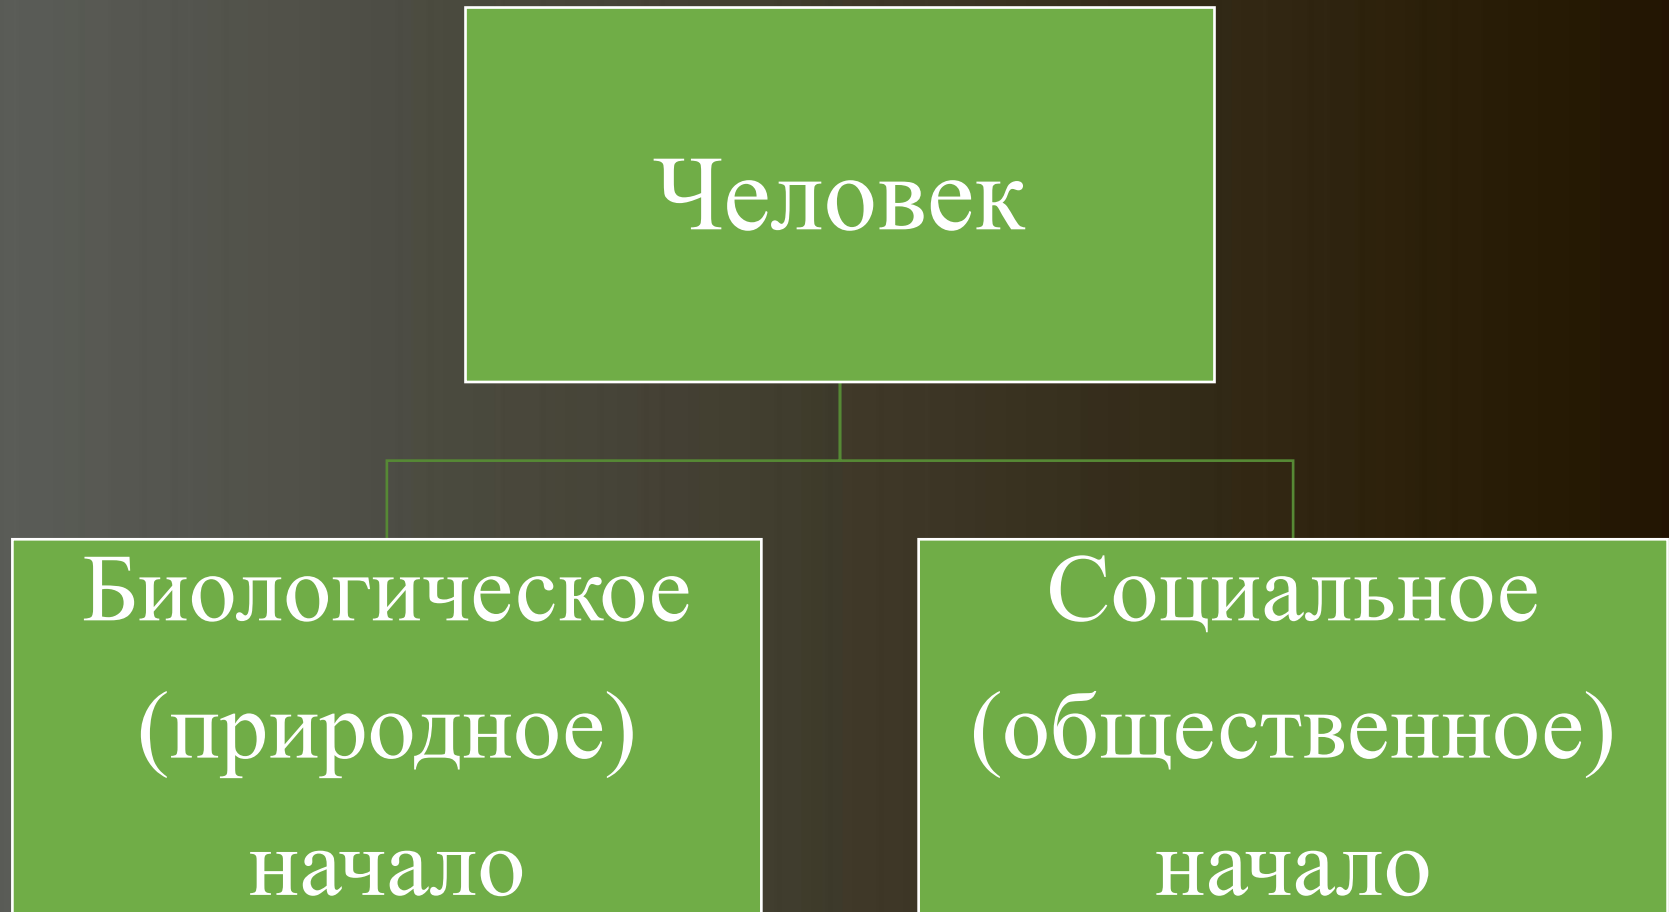 Человек
Биологическое
(природное)
начало
Социальное
(общественное)
начало